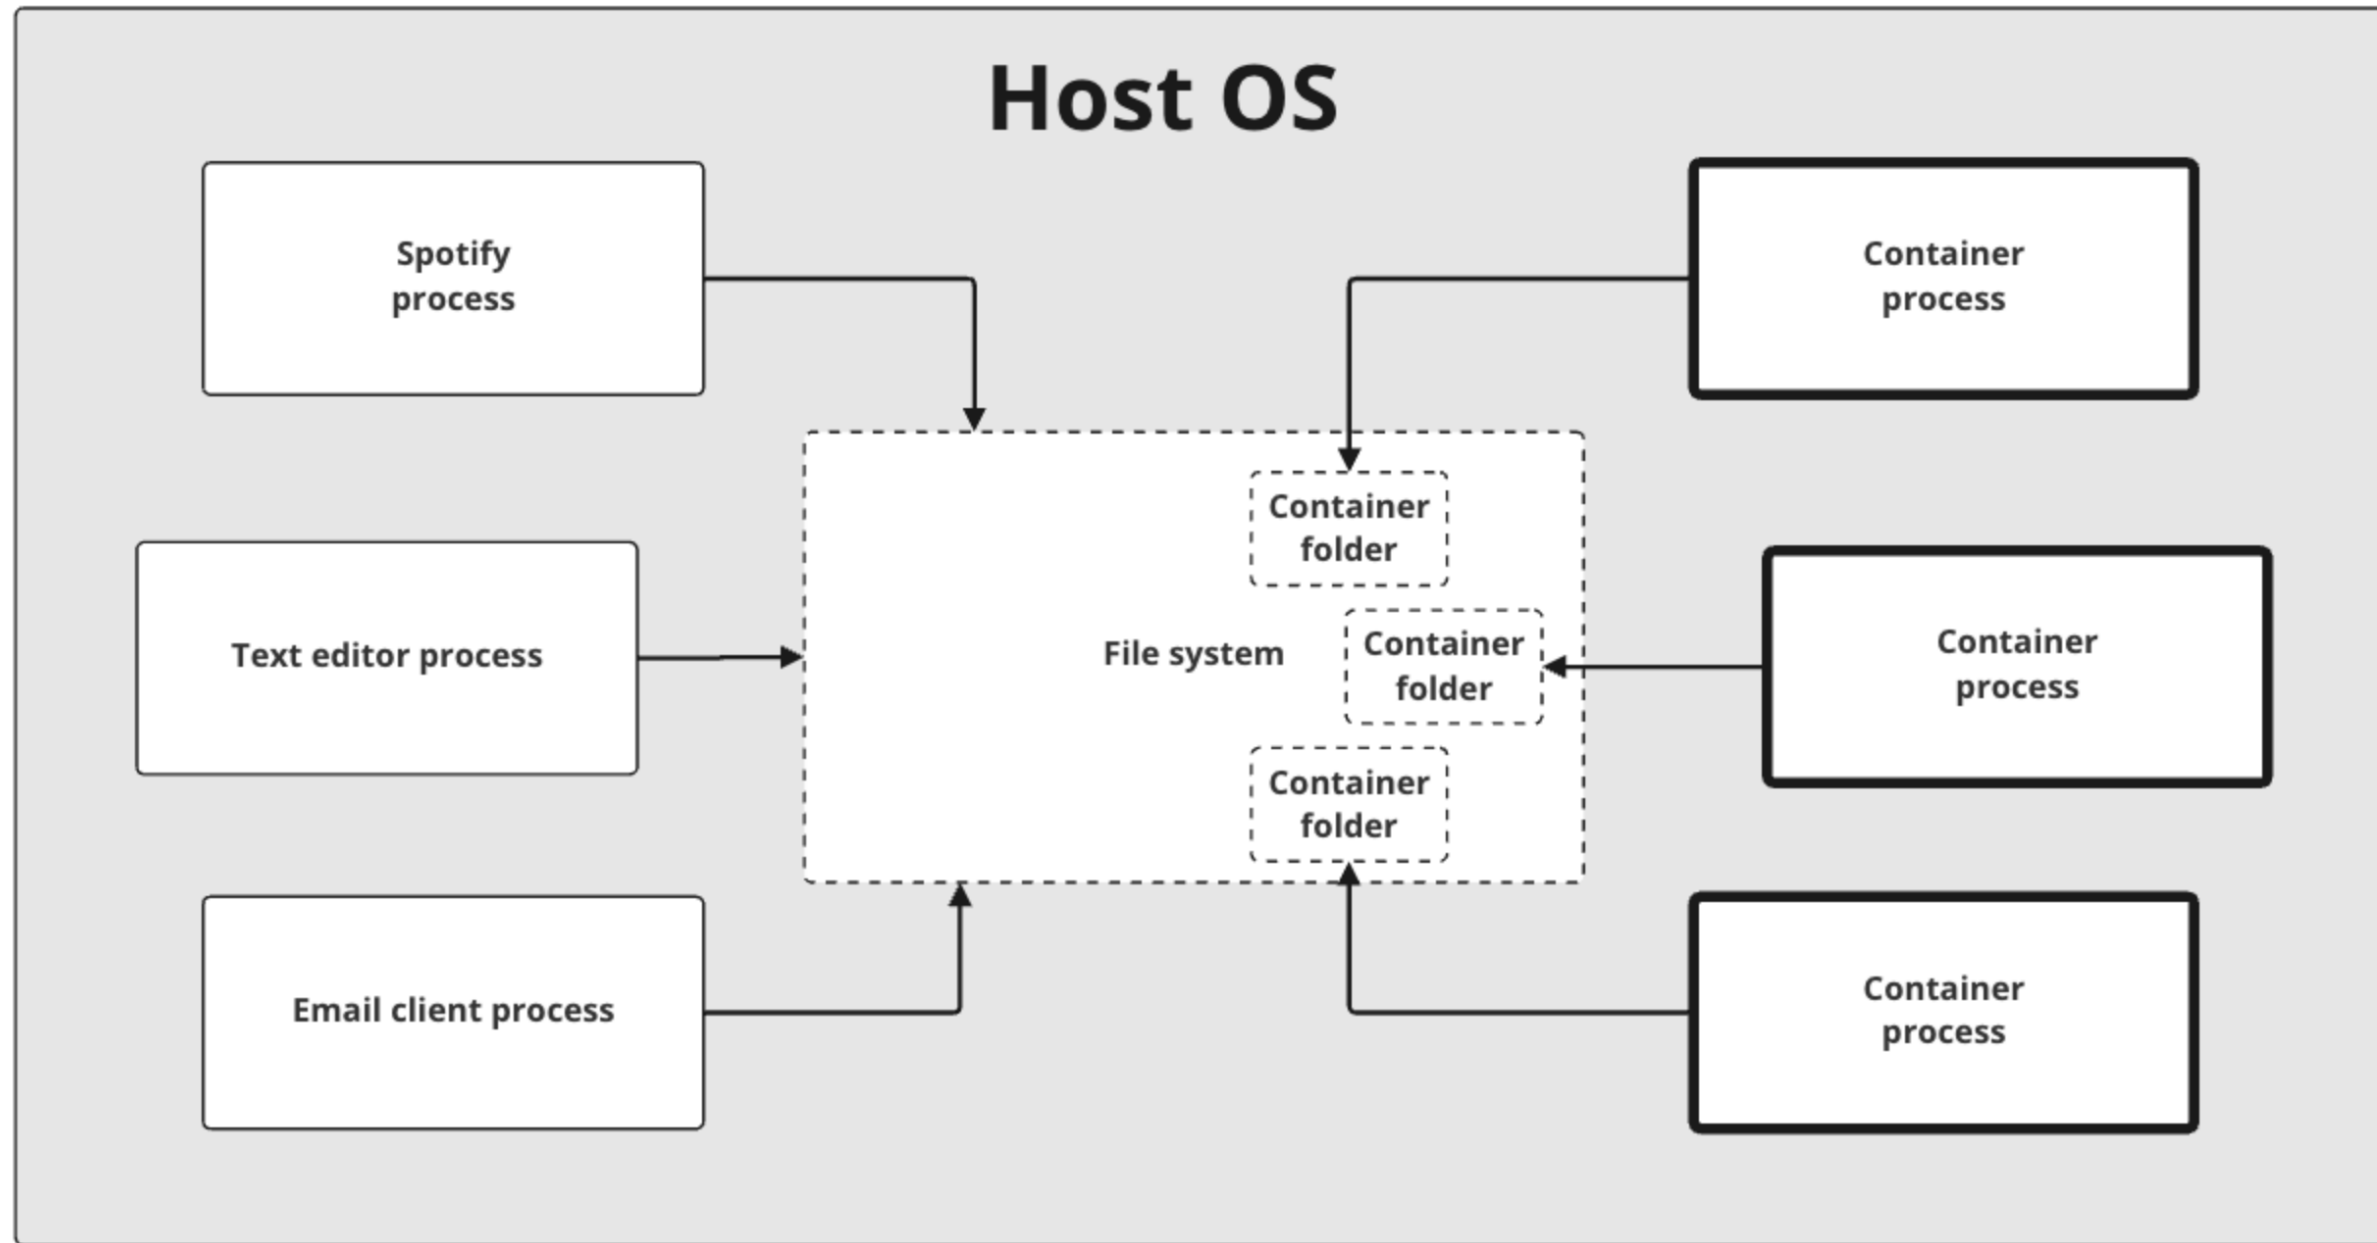 Host OS
Spotify
process
Container
process
Container
folder
Text editor process
File system
Container
folder
Container
process
Container
folder
Email client process
Container
process